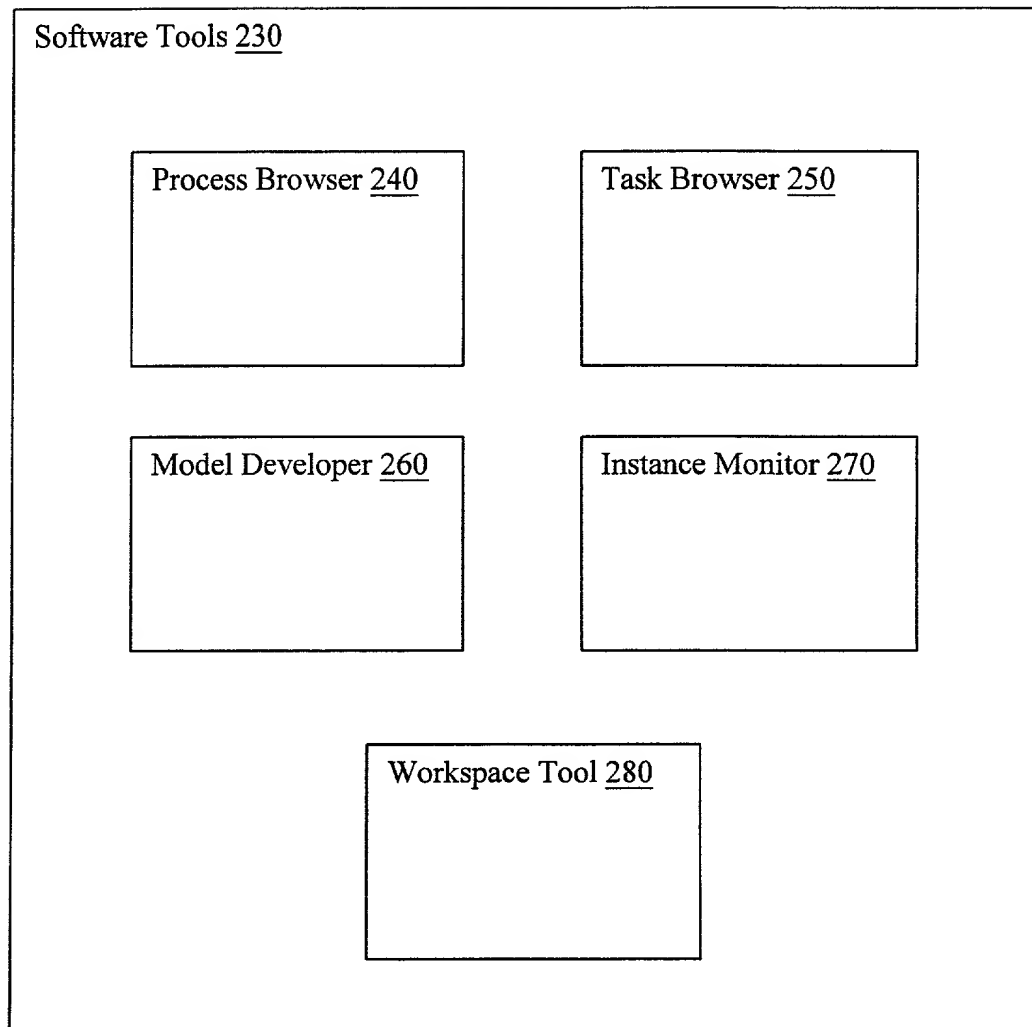 Software Tools 230
Process Browser 240
Task Browser 250
Model Developer 260
Instance Monitor 270
Workspace Tool 280